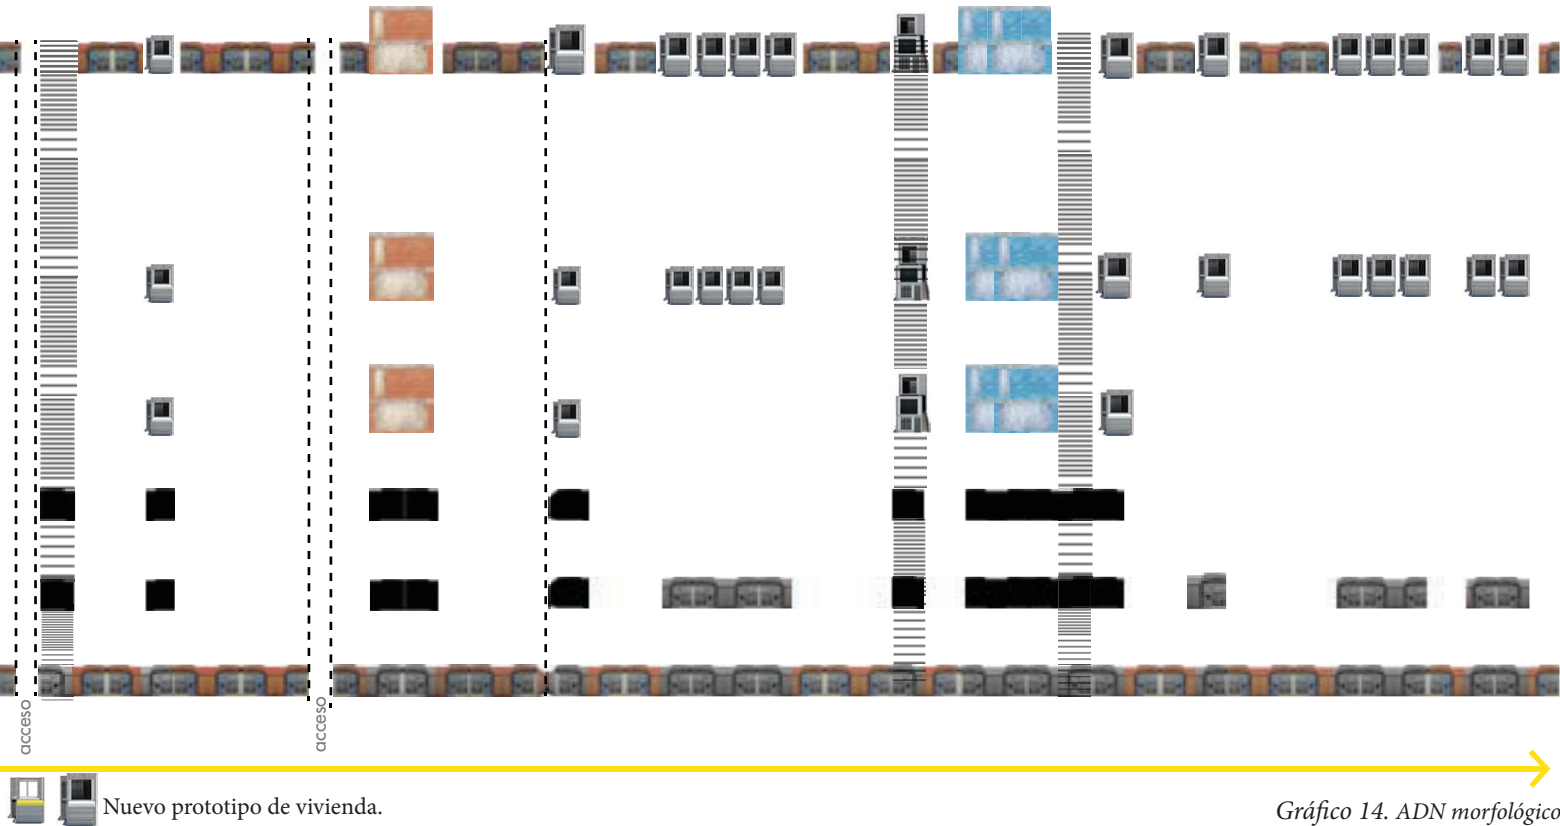 acceso
acceso
Nuevo prototipo de vivienda.
Gráfico 14. ADN morfológico